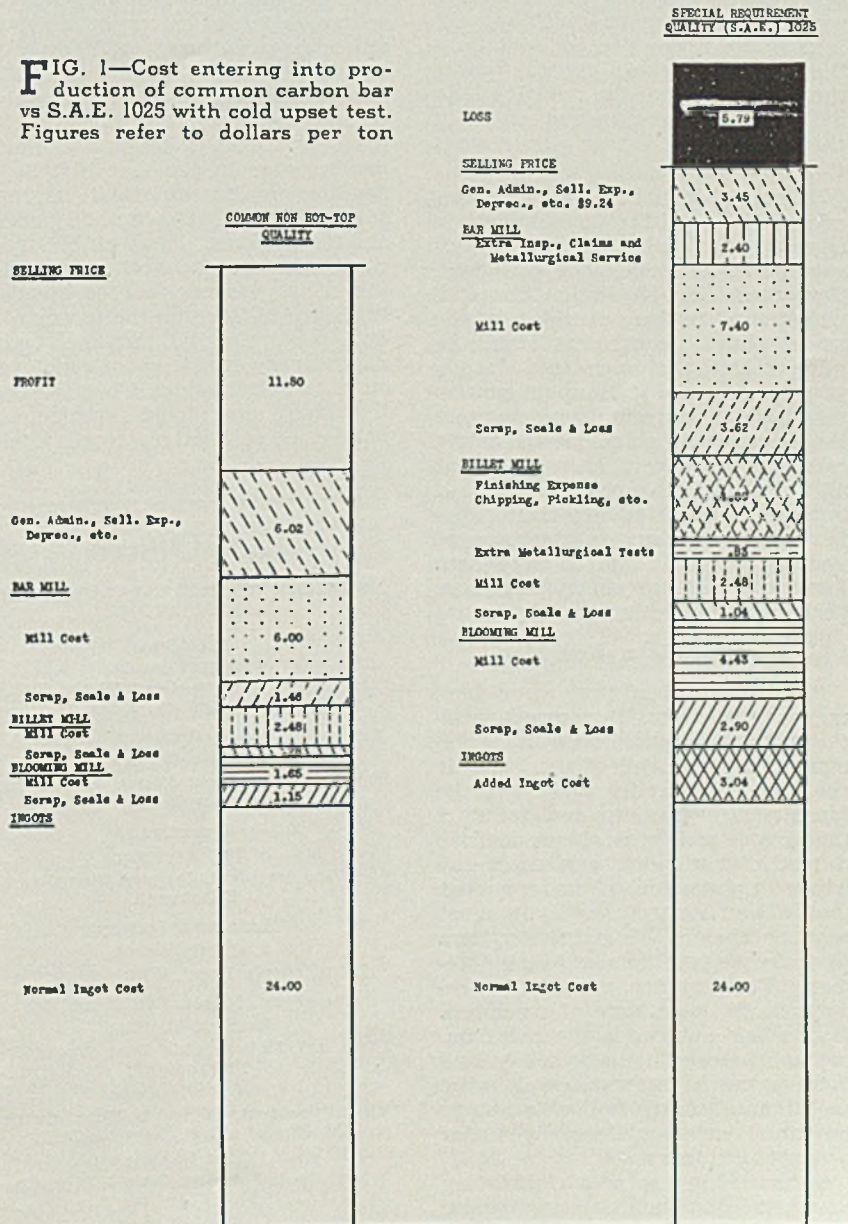 FIG. 1—Cost entering into pro-
duction of common carbon bar
vs S.A.E. 1025 with cold upset test.
Figures refer to dollars per ton
COMMON NON HOT-TOP
QUALITY
SELLING PRICE
PROFIT 11.50
Gen. Admin., Sell. Exp.,
Deprec., etc. 6.02
BAR MILL
Mill Cost 6.00
Scrap, Scale & Loss 1.46
BILLET MILL
Mill Cost 2.48
Scrap, Scale & Loss
BLOOMING MILL
Mill Cost 1.65
Scrap, Scale & Loss 1.15
INGOTS
Normal Ingot Cost 24.00
SPECIAL REQUIREMENT
QUALITY (S.A.E.) 1025
LOSS 5.79
SELLING PRICE
Gen. Admin., Sell. Exp.,
Deprec., etc. $9.24 3.45
BAR MILL
Extra Insp., Claims and
Metallurgical Service 2.40
Mill Cost 7.40
Scrap, Scale & Loss 3.62
BILLET MILL
Finishing Expense
Chipping, Pickling, etc.
Extra Metallurgical Tests .83
Mill Cost 2.48
Scrap, Scale & Loss 1.04
BLOOMING MILL
Mill Cost 4.43
Scrap, Scale & Loss 2.90
INGOTS
Added Ingot Cost 3.04
Normal Ingot Cost 24.00